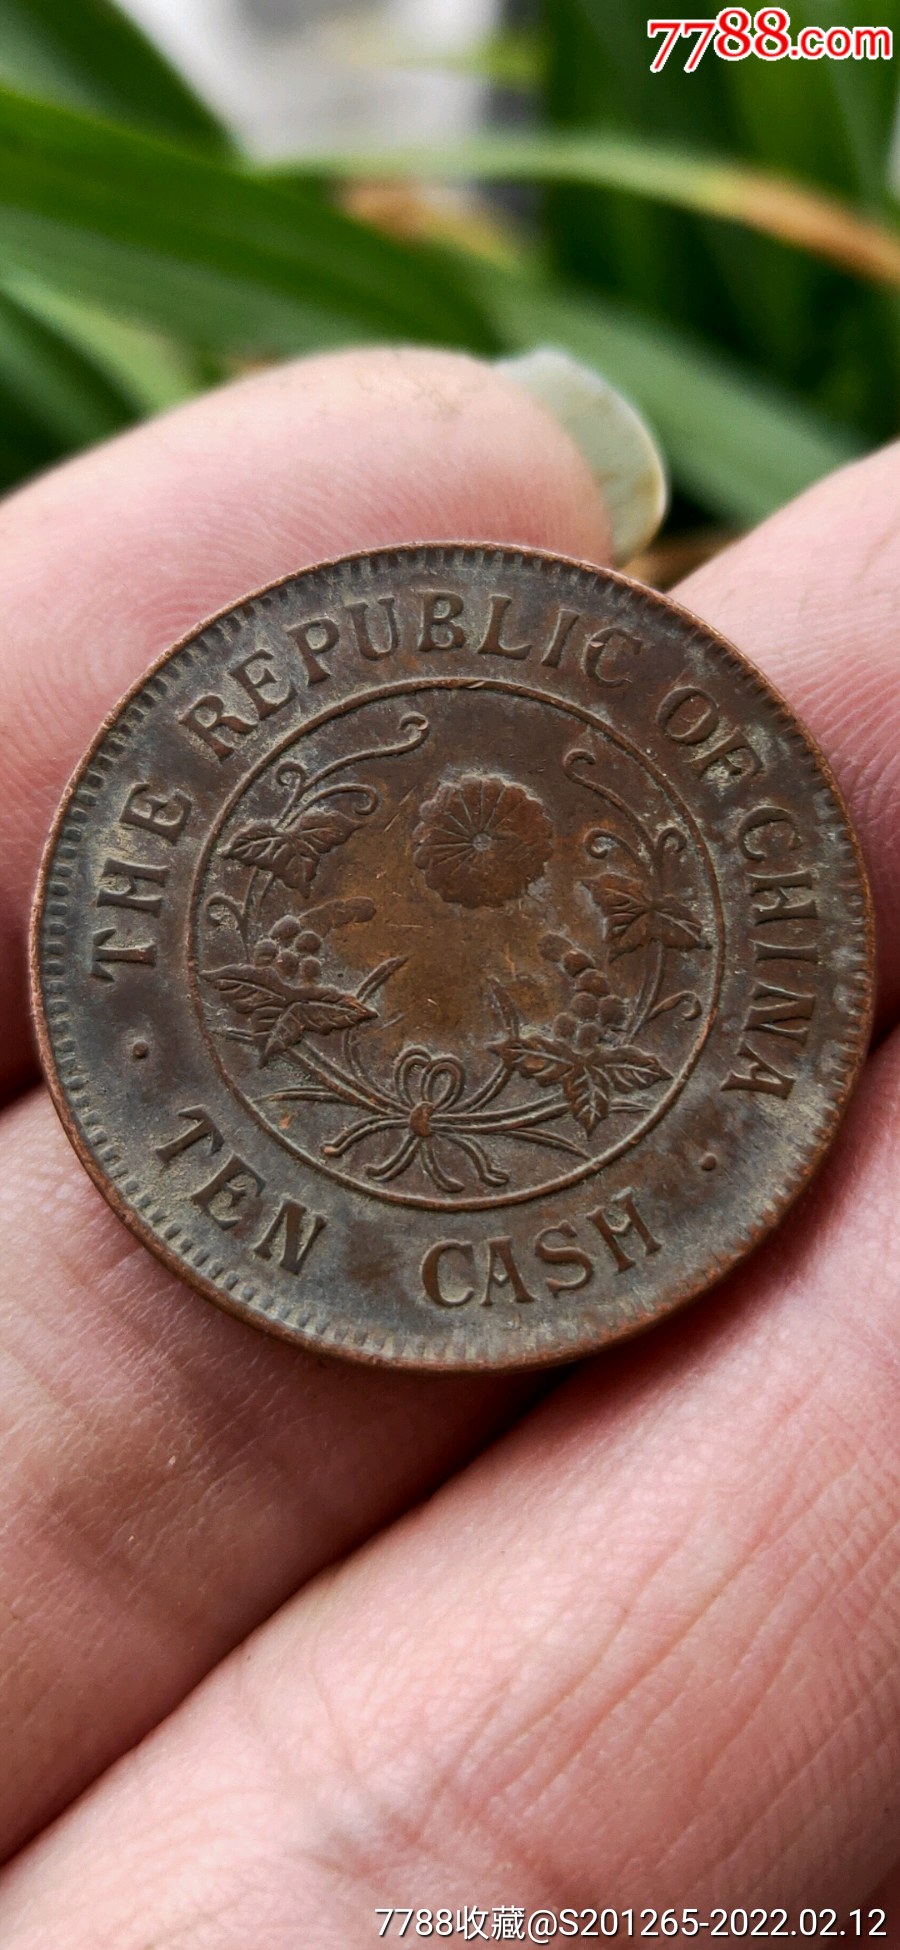 7788.com
THE REPUBLIC OF CHINA
TEN CASH
7788收藏@S201265-2022.02.12